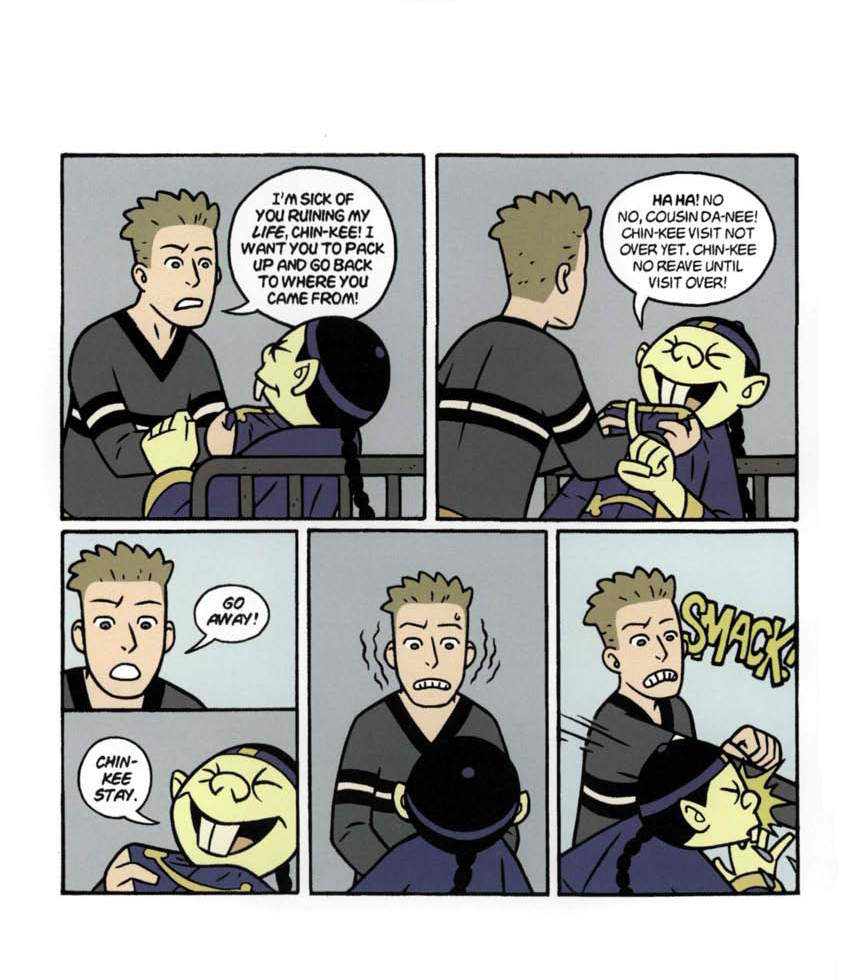 I'M SICK OF
YOU RUINING MY
LIFE, CHIN-KEE! I
WANT YOU TO PACK
UP AND GO BACK
TO WHERE YOU
CAME FROM!
HA HA! NO
NO, COUSIN DA-NEE!
CHIN-KEE VISIT NOT
OVER YET. CHIN-KEE
NO REAVE UNTIL
VISIT OVER!
GO
AWAY!
CHIN-
KEE
STAY.
SMACK!